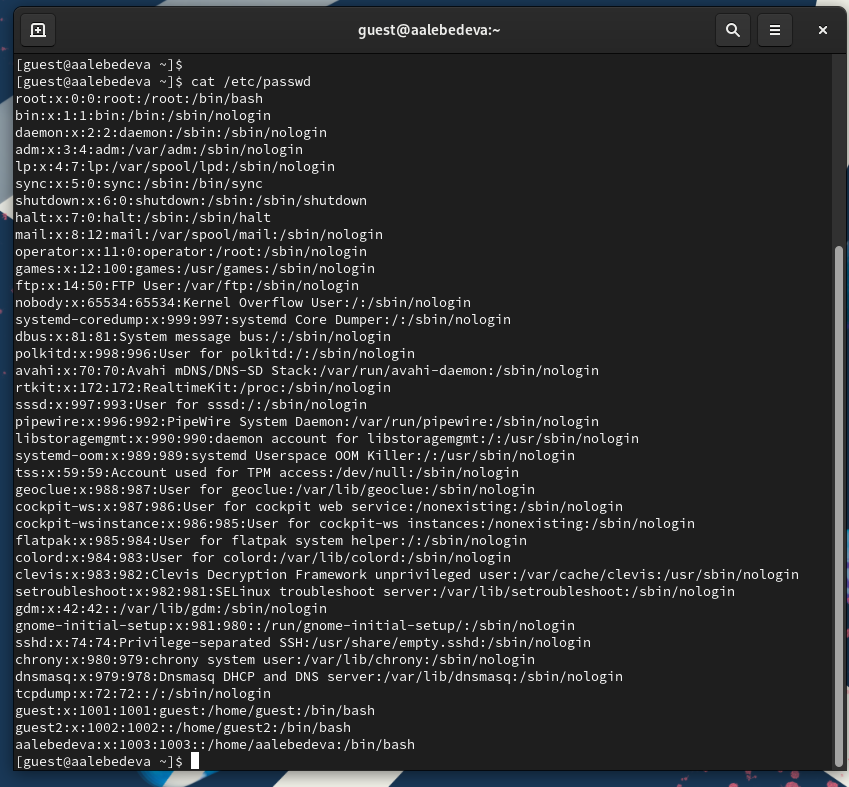 guest@aalebedeva:~
[guest@aalebedeva ~]$
[guest@aalebedeva ~]$ cat /etc/passwd
root:x:0:0:root:/root:/bin/bash
bin:x:1:1:bin:/bin:/sbin/nologin
daemon:x:2:2:daemon:/sbin:/sbin/nologin
adm:x:3:4:adm:/var/adm:/sbin/nologin
lp:x:4:7:lp:/var/spool/lpd:/sbin/nologin
sync:x:5:0:sync:/sbin:/bin/sync
shutdown:x:6:0:shutdown:/sbin:/sbin/shutdown
halt:x:7:0:halt:/sbin:/sbin/halt
mail:x:8:12:mail:/var/spool/mail:/sbin/nologin
operator:x:11:0:operator:/root:/sbin/nologin
games:x:12:100:games:/usr/games:/sbin/nologin
ftp:x:14:50:FTP User:/var/ftp:/sbin/nologin
nobody:x:65534:65534:Kernel Overflow User:/:/sbin/nologin
systemd-coredump:x:999:997:systemd Core Dumper:/:/sbin/nologin
dbus:x:81:81:System message bus:/:/sbin/nologin
polkitd:x:998:996:User for polkitd:/:/sbin/nologin
avahi:x:70:70:Avahi mDNS/DNS-SD Stack:/var/run/avahi-daemon:/sbin/nologin
rtkit:x:172:172:RealtimeKit:/proc:/sbin/nologin
sssd:x:997:993:User for sssd:/:/sbin/nologin
pipewire:x:996:992:PipeWire System Daemon:/var/run/pipewire:/sbin/nologin
libstoragemgmt:x:990:990:daemon account for libstoragemgmt:/:/usr/sbin/nologin
systemd-oom:x:989:989:systemd Userspace OOM Killer:/:/usr/sbin/nologin
tss:x:59:59:Account used for TPM access:/dev/null:/sbin/nologin
geoclue:x:988:987:User for geoclue:/var/lib/geoclue:/sbin/nologin
cockpit-ws:x:987:986:User for cockpit web service:/nonexisting:/sbin/nologin
cockpit-wsinstance:x:986:985:User for cockpit-ws instances:/nonexisting:/sbin/nologin
flatpak:x:985:984:User for flatpak system helper:/:/sbin/nologin
colord:x:984:983:User for colord:/var/lib/colord:/sbin/nologin
clevis:x:983:982:Clevis Decryption Framework unprivileged user:/var/cache/clevis:/usr/sbin/nologin
setroubleshoot:x:982:981:SELinux troubleshoot server:/var/lib/setroubleshoot:/sbin/nologin
gdm:x:42:42::/var/lib/gdm:/sbin/nologin
gnome-initial-setup:x:981:980::/run/gnome-initial-setup/:/sbin/nologin
sshd:x:74:74:Privilege-separated SSH:/usr/share/empty.sshd:/sbin/nologin
chrony:x:980:979:chrony system user:/var/lib/chrony:/sbin/nologin
dnsmasq:x:979:978:Dnsmasq DHCP and DNS server:/var/lib/dnsmasq:/sbin/nologin
tcpdump:x:72:72::/:/sbin/nologin
guest:x:1001:1001:guest:/home/guest:/bin/bash
guest2:x:1002:1002::/home/guest2:/bin/bash
aalebedeva:x:1003:1003::/home/aalebedeva:/bin/bash
[guest@aalebedeva ~]$